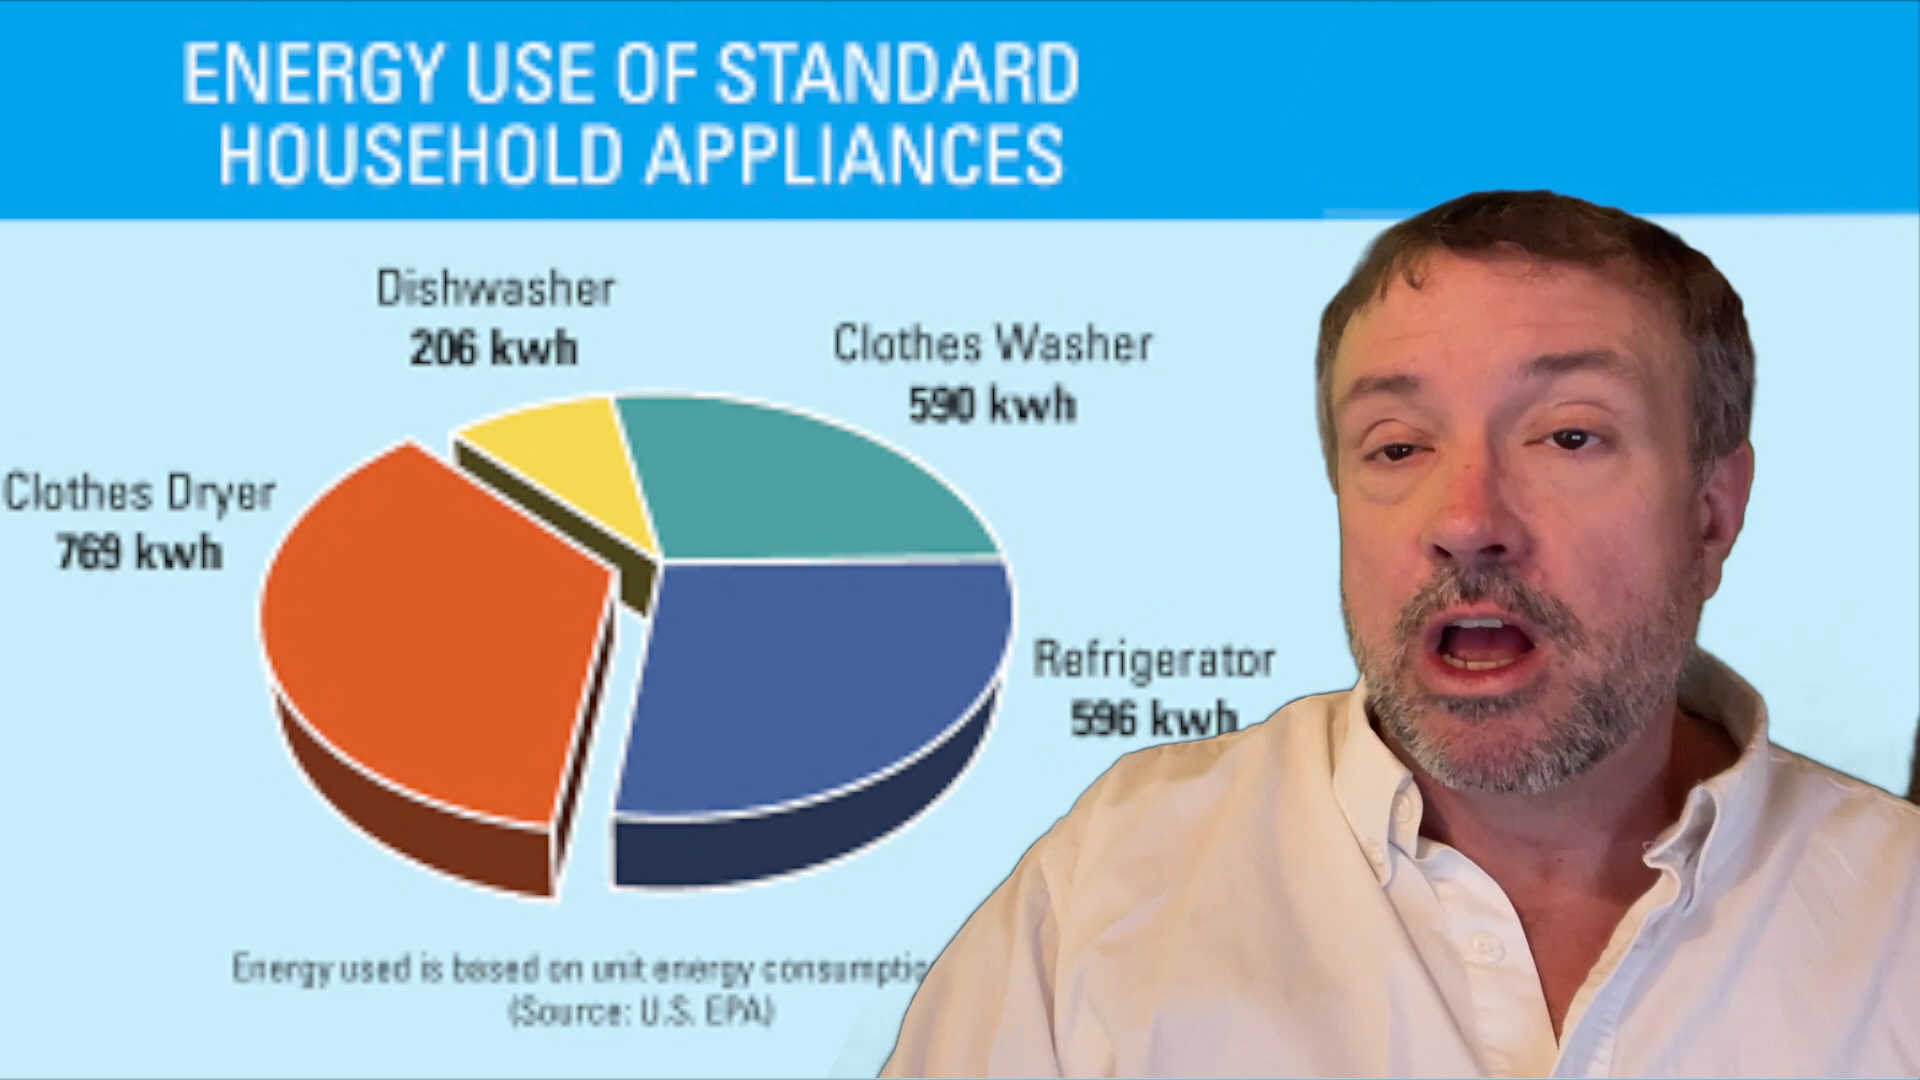 ENERGY USE OF STANDARD
HOUSEHOLD APPLIANCES
Dishwasher
206 kwh
Clothes Washer
590 kwh
Clothes Dryer
769 kwh
Refrigerator
596 kwh
Energy used is based on unit energy
(Source: U.S. EPA)